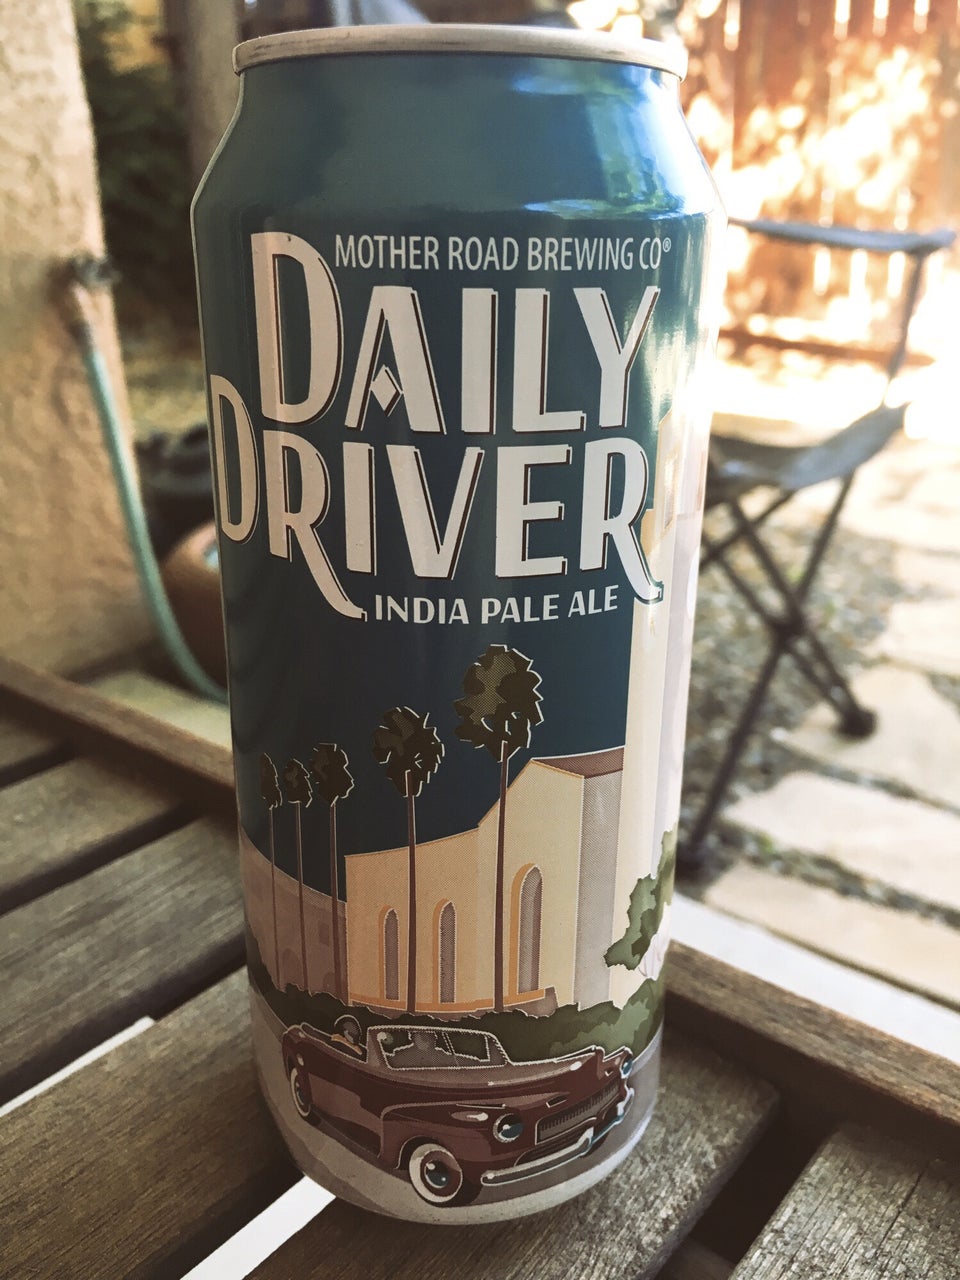 MOTHER ROAD BREWING CO®
DAILY
DRIVER
INDIA PALE ALE